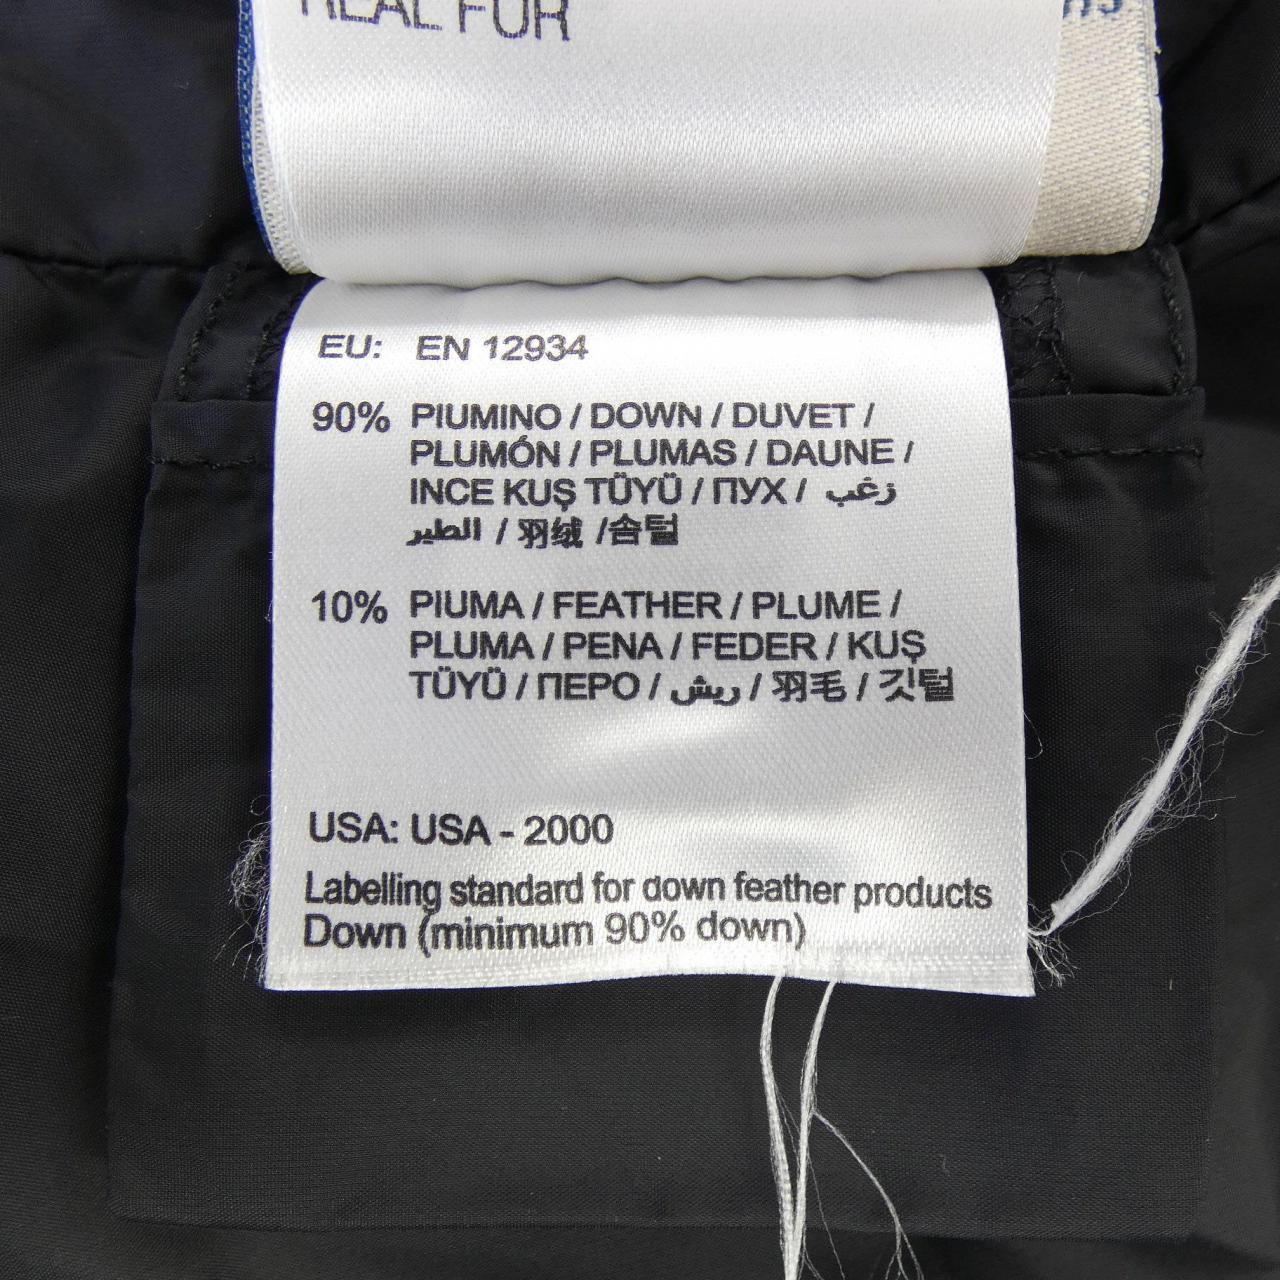 REAL FUR
EU: EN 12934
90% PIUMINO / DOWN / DUVET /
PLUMÓN / PLUMAS / DAUNE /
INCE KUŞ TÜYÜ / ПУХ / زغب
الطير / 羽绒 /솜털
10% PIUMA / FEATHER / PLUME /
PLUMA / PENA / FEDER / KUŞ
TÜYÜ / ПЕРО / ريش / 羽毛 / 깃털
USA: USA - 2000
Labelling standard for down feather products
Down (minimum 90% down)